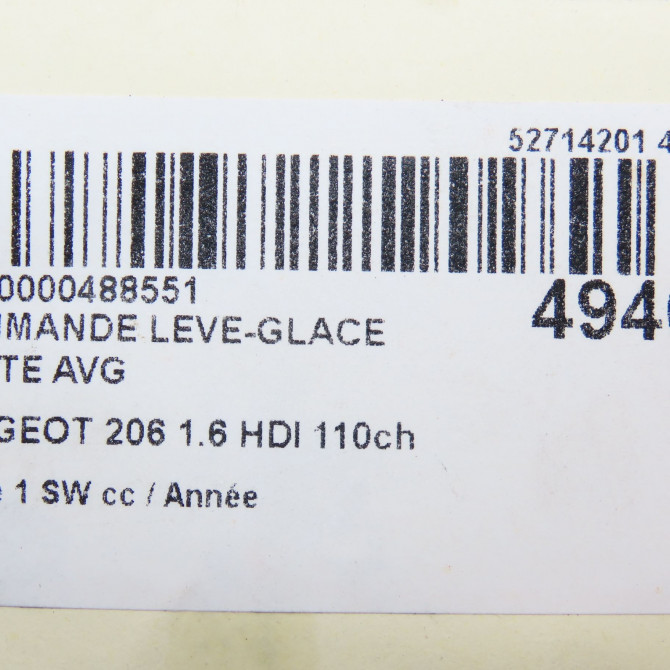 52714201 4
0000488551
494
MANDE LEVE-GLACE
TE AVG
GEOT 206 1.6 HDI 110ch
1 SW cc / Année